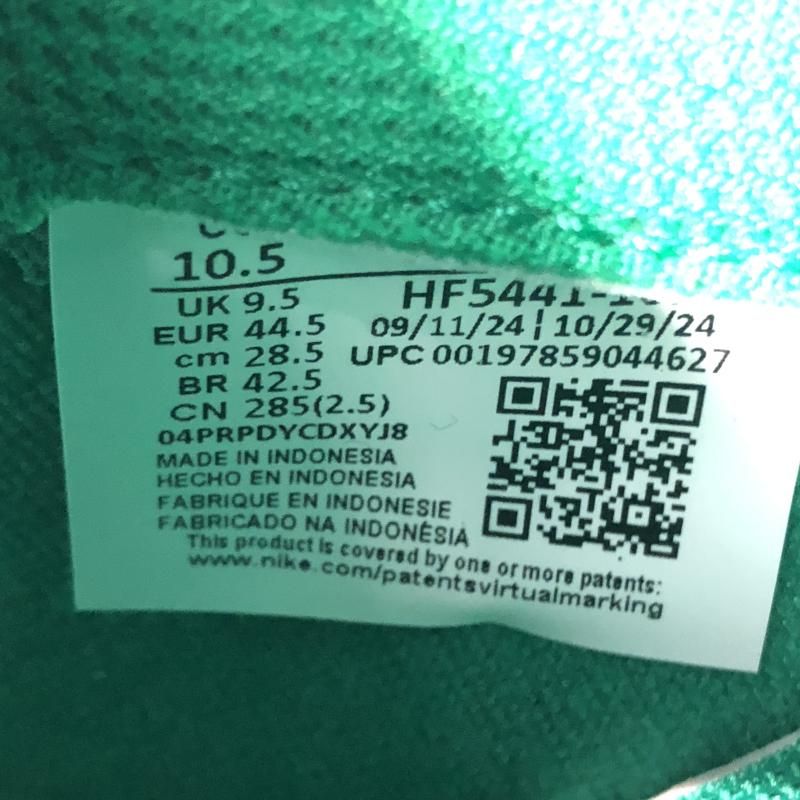 10.5
UK 9.5
EUR 44.5
cm 28.5
BR 42.5
CN 285(2.5)
HF5441-
09/11/24¦10/29/24
UPC 00197859044627
04PRPDYCDXYJ8
MADE IN INDONESIA
HECHO EN INDONESIA
FABRIQUE EN INDONESIE
FABRICADO NA INDONÉSIA
This product is covered by one or more patents:
www.nike.com/patentsvirtualmarking